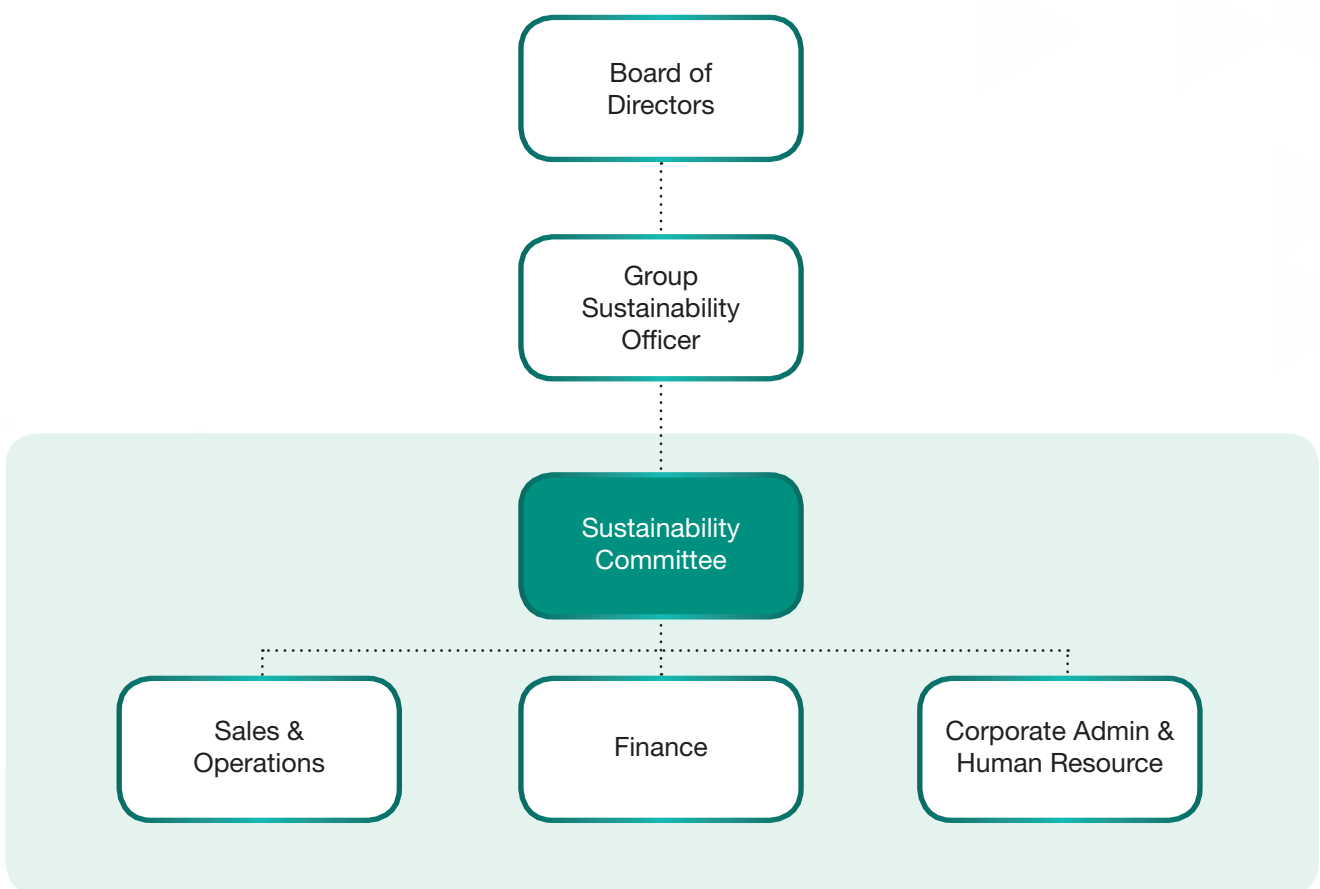 Board of
Directors
Group
Sustainability
Officer
Sustainability
Committee
Sales &
Operations
Finance
Corporate Admin &
Human Resource